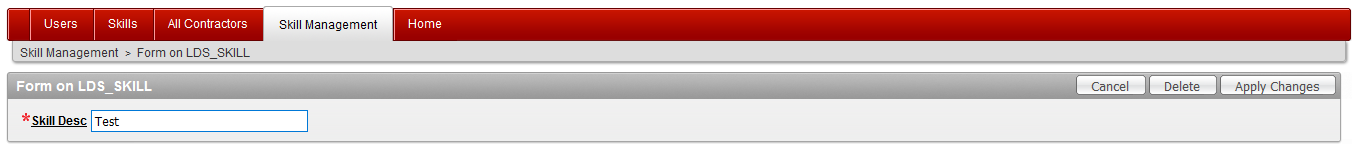 Users Skills All Contractors Skill Management Home
Skill Management > Form on LDS_SKILL
Form on LDS_SKILL Cancel Delete Apply Changes
*Skill Desc Test